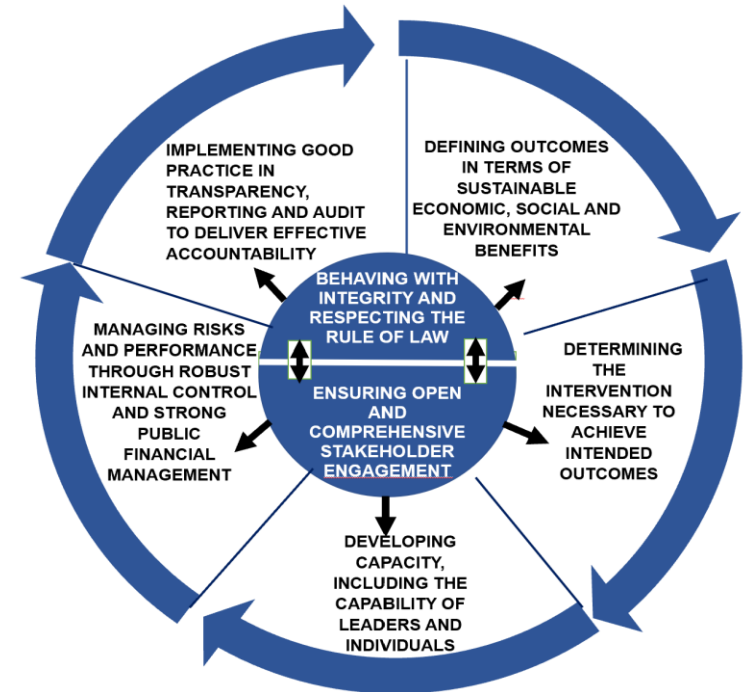 IMPLEMENTING GOOD
PRACTICE IN
TRANSPARENCY,
REPORTING AND AUDIT
TO DELIVER EFFECTIVE
ACCOUNTABILITY
DEFINING OUTCOMES
IN TERMS OF
SUSTAINABLE
ECONOMIC, SOCIAL AND
ENVIRONMENTAL
BENEFITS
BEHAVING WITH
INTEGRITY AND
RESPECTING THE
RULE OF LAW
MANAGING RISKS
AND PERFORMANCE
THROUGH ROBUST
INTERNAL CONTROL
AND STRONG
PUBLIC
FINANCIAL
MANAGEMENT
ENSURING OPEN
AND
COMPREHENSIVE
STAKEHOLDER
ENGAGEMENT
DETERMINING
THE
INTERVENTION
NECESSARY TO
ACHIEVE
INTENDED
OUTCOMES
DEVELOPING
CAPACITY,
INCLUDING THE
CAPABILITY OF
LEADERS AND
INDIVIDUALS